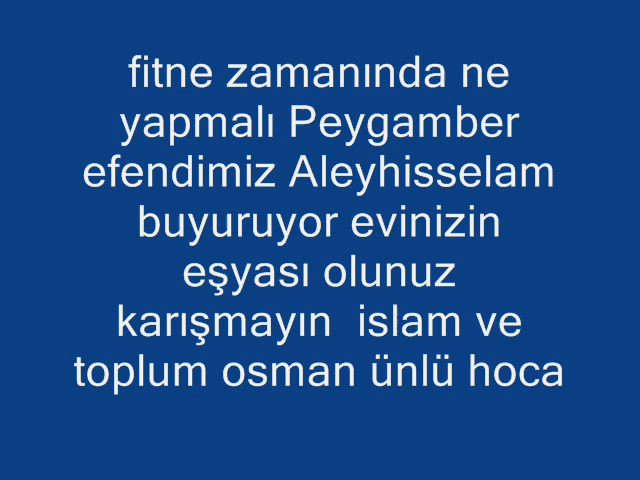 fitne zamanında ne
yapmalı Peygamber
efendimiz Aleyhisselam
buyuruyor evinizin
eşyası olunuz
karışmayın  islam ve
toplum osman ünlü hoca